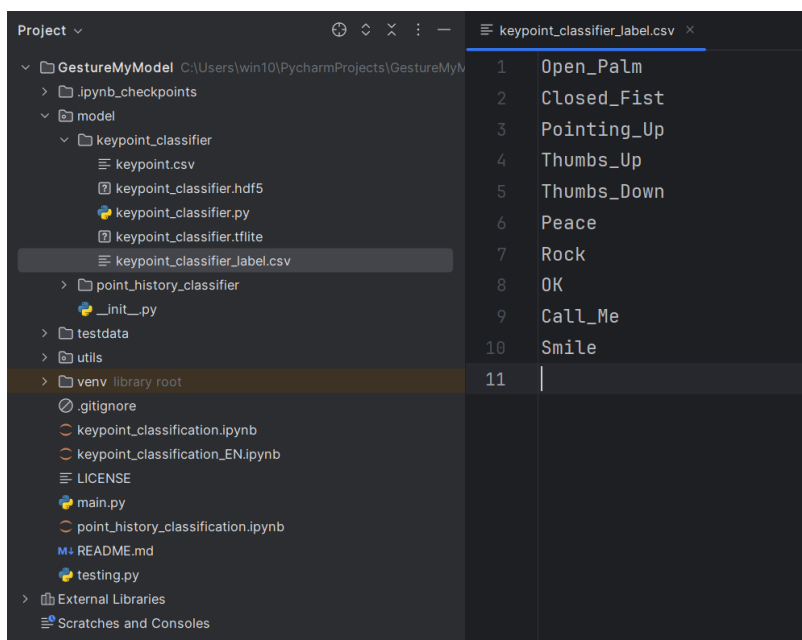 Project
GestureMyModel C:\Users\win10\PycharmProjects\GestureMyM
.ipynb_checkpoints
model
keypoint_classifier
keypoint.csv
keypoint_classifier.hdf5
keypoint_classifier.py
keypoint_classifier.tflite
keypoint_classifier_label.csv
point_history_classifier
__init__.py
testdata
utils
venv library root
.gitignore
keypoint_classification.ipynb
keypoint_classification_EN.ipynb
LICENSE
main.py
point_history_classification.ipynb
M↓ README.md
testing.py
External Libraries
Scratches and Consoles
keypoint_classifier_label.csv
1 Open_Palm
2 Closed_Fist
3 Pointing_Up
4 Thumbs_Up
5 Thumbs_Down
6 Peace
7 Rock
8 OK
9 Call_Me
10 Smile
11